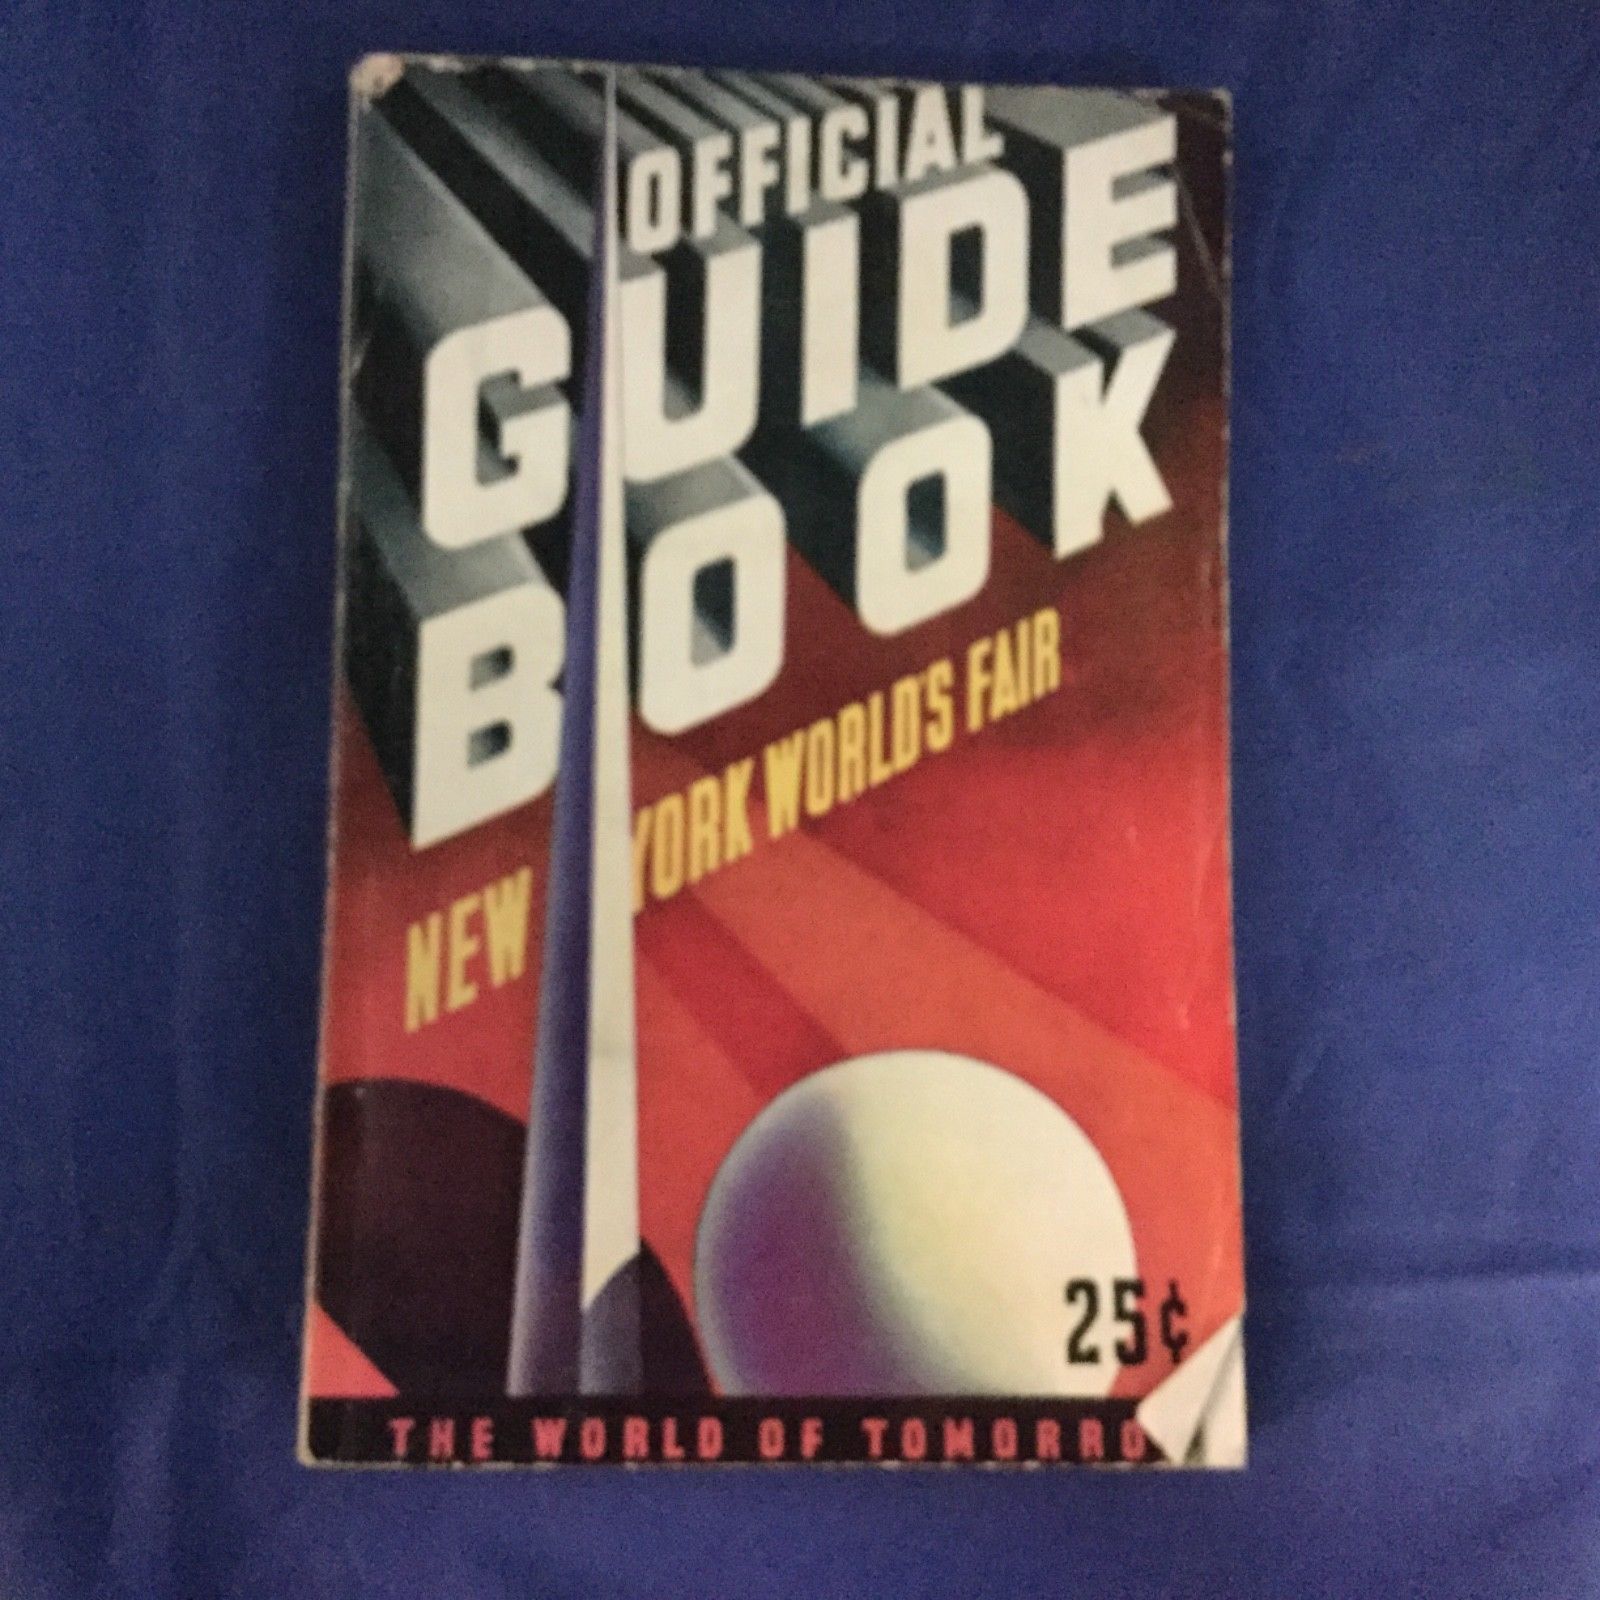 OFFICIAL
GUIDE
BOOK
NEW YORK WORLD'S FAIR
25¢
THE WORLD OF TOMORRO